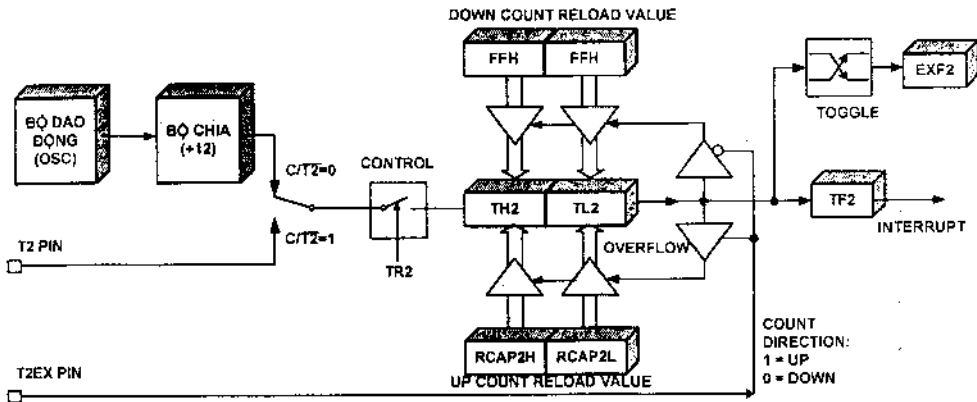 DOWN COUNT RELOAD VALUE
FFH FFH
TOGGLE
EXF2
BỘ DAO
ĐỘNG
(OSC)
BỘ CHIA
(÷12)
C/T̅2̅=0
CONTROL
TH2 TL2
TF2
INTERRUPT
C/T̅2̅=1
T2 PIN
TR2
OVERFLOW
RCAP2H RCAP2L
UP COUNT RELOAD VALUE
COUNT
DIRECTION:
1 = UP
0 = DOWN
T2EX PIN